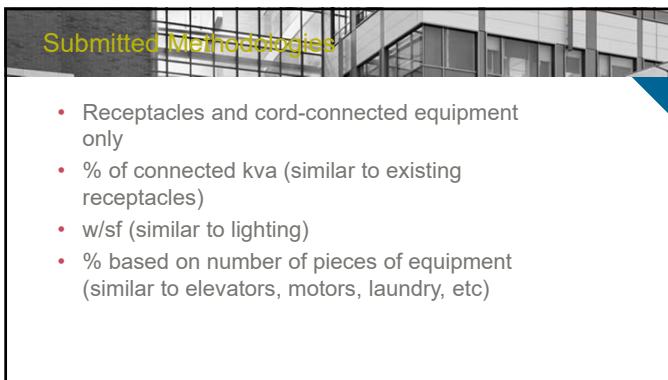 Submitted Methodologies
• Receptacles and cord-connected equipment
only
• % of connected kva (similar to existing
receptacles)
• w/sf (similar to lighting)
• % based on number of pieces of equipment
(similar to elevators, motors, laundry, etc)